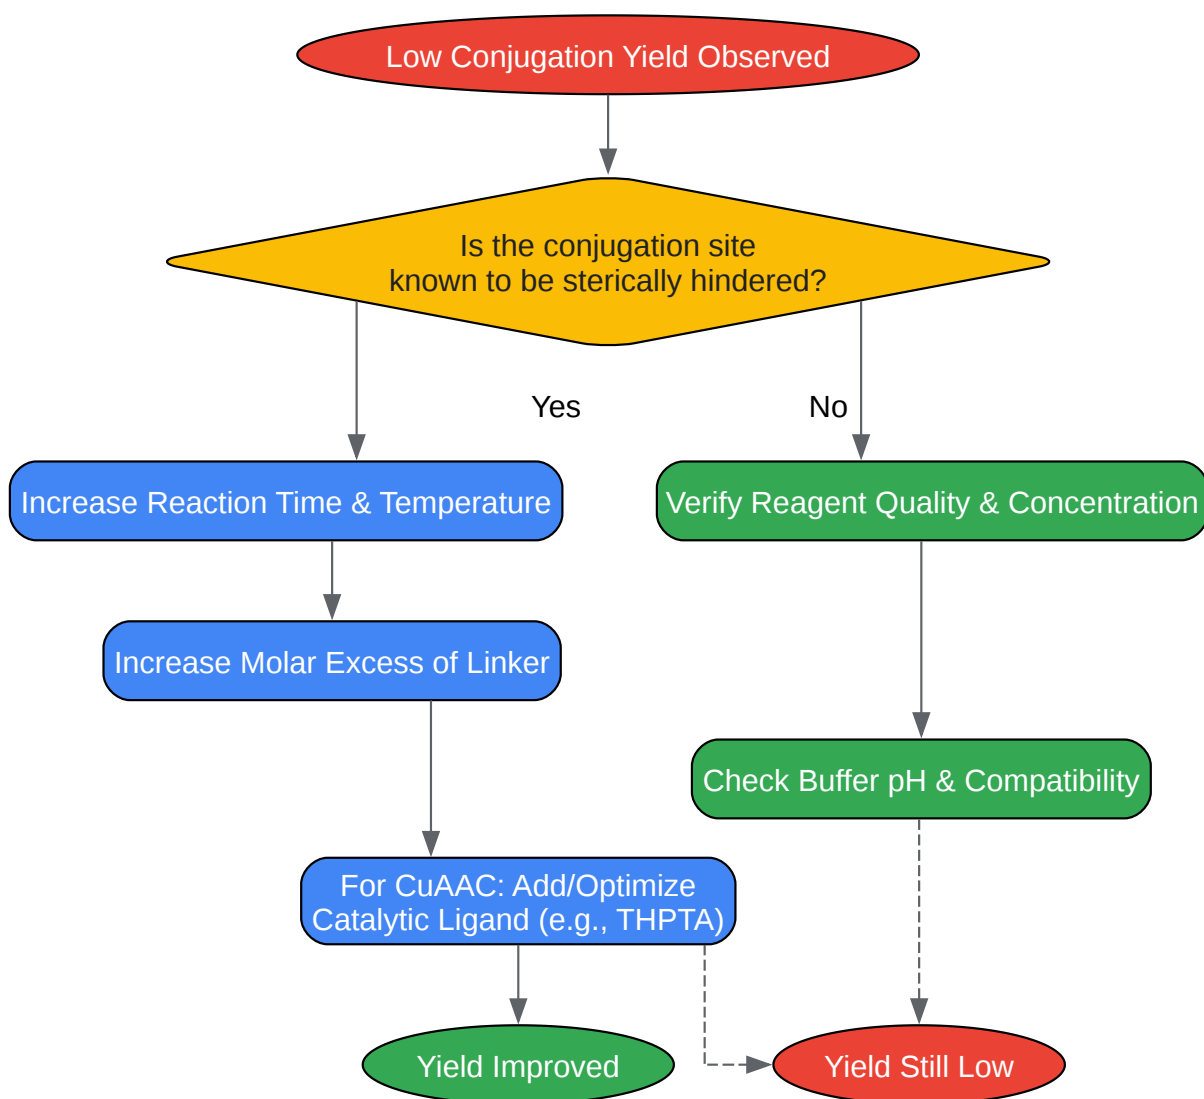 Low Conjugation Yield Observed
Is the conjugation site
known to be sterically hindered?
Yes
No
Increase Reaction Time & Temperature
Verify Reagent Quality & Concentration
Increase Molar Excess of Linker
Check Buffer pH & Compatibility
For CuAAC: Add/Optimize
Catalytic Ligand (e.g., THPTA)
Yield Improved
Yield Still Low